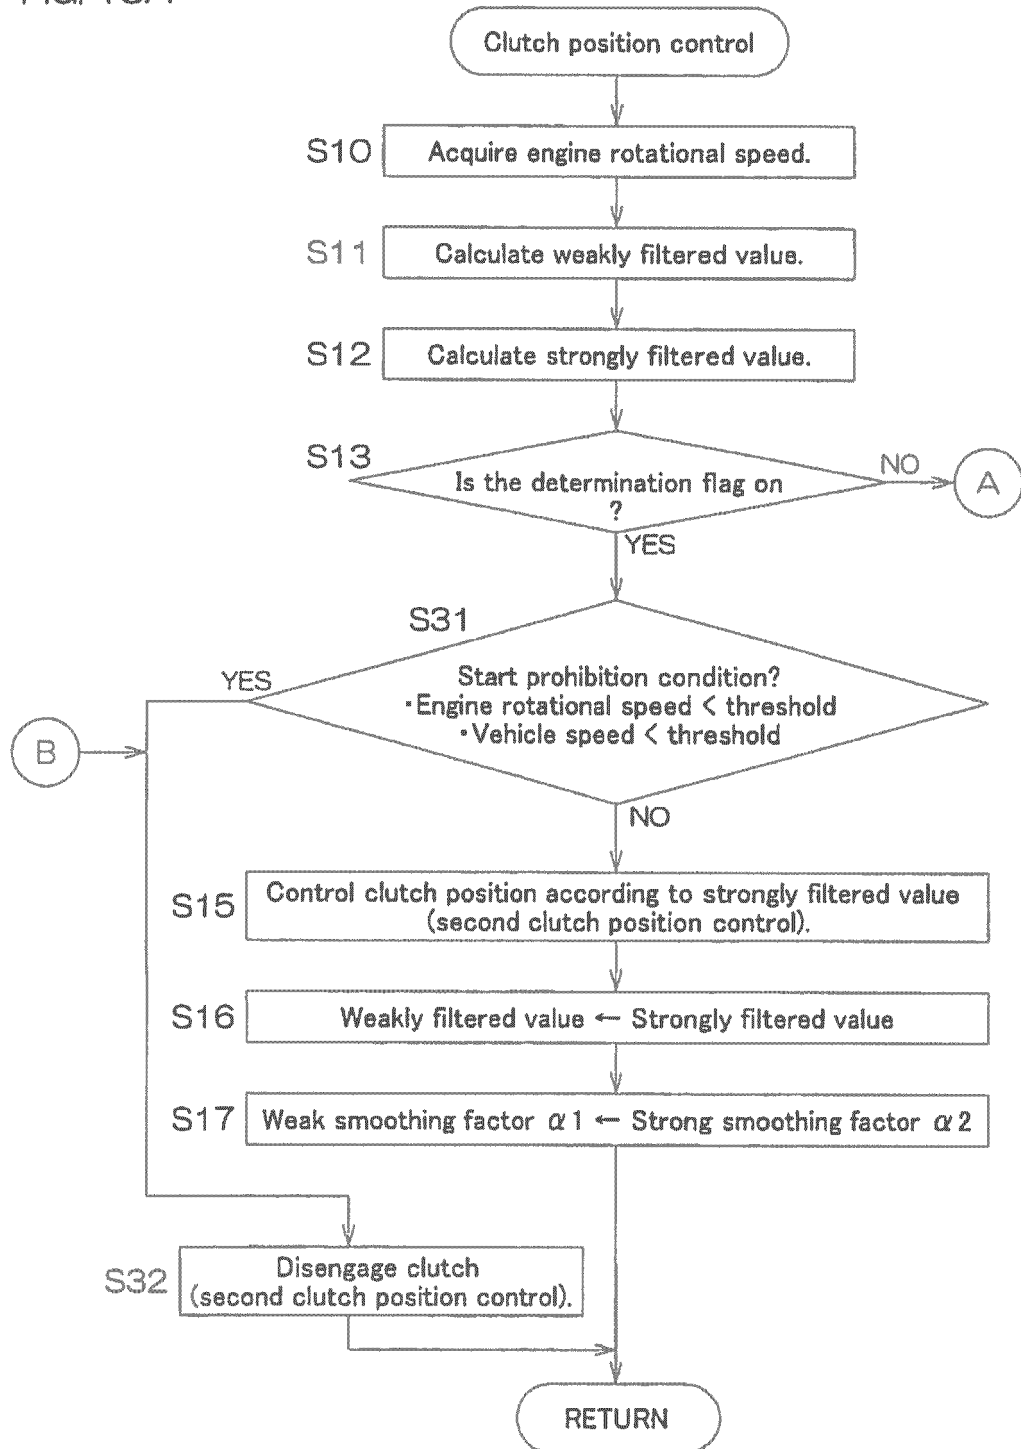 Clutch position control
S10
Acquire engine rotational speed.
S11
Calculate weakly filtered value.
S12
Calculate strongly filtered value.
S13
Is the determination flag on
?
NO
A
YES
S31
Start prohibition condition?
・Engine rotational speed < threshold
・Vehicle speed < threshold
YES
B
NO
S15
Control clutch position according to strongly filtered value
(second clutch position control).
S16
Weakly filtered value ← Strongly filtered value
S17
Weak smoothing factor α1 ← Strong smoothing factor α2
S32
Disengage clutch
(second clutch position control).
RETURN